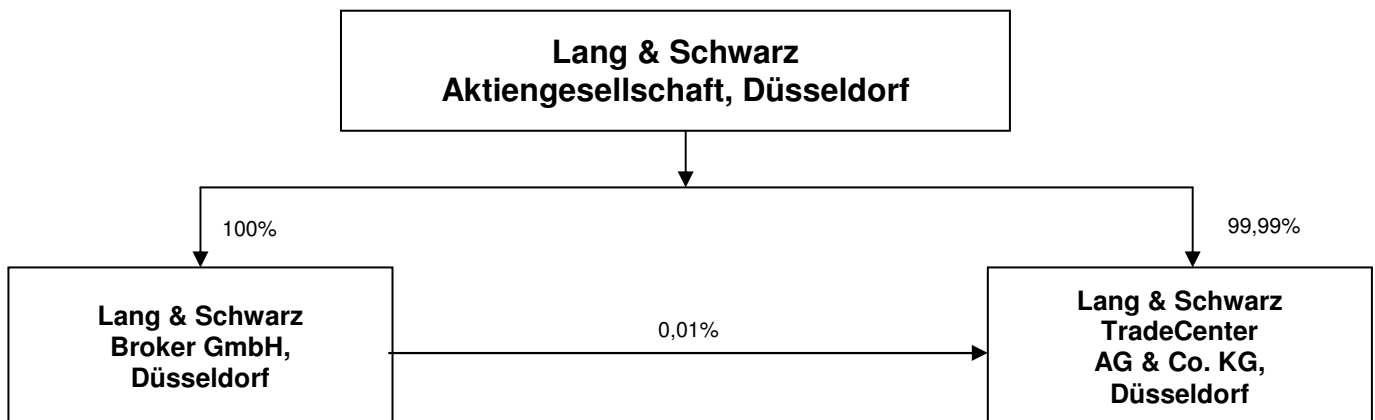 Lang & Schwarz
Aktiengesellschaft, Düsseldorf
100%
99,99%
Lang & Schwarz
Broker GmbH,
Düsseldorf
0,01%
Lang & Schwarz
TradeCenter
AG & Co. KG,
Düsseldorf